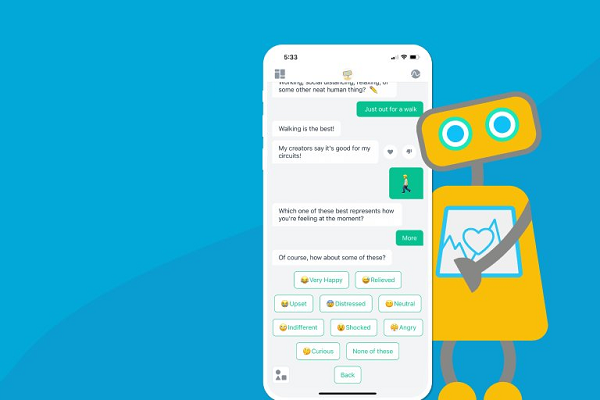 5:33
Working, social distancing, relaxing, or
some other neat human thing?
Just out for a walk
Walking is the best!
My creators say it's good for my
circuits!
Which one of these best represents how
you're feeling at the moment?
More
Of course, how about some of these?
Very Happy
Relieved
Upset
Distressed
Neutral
Indifferent
Shocked
Angry
Curious
None of these
Back